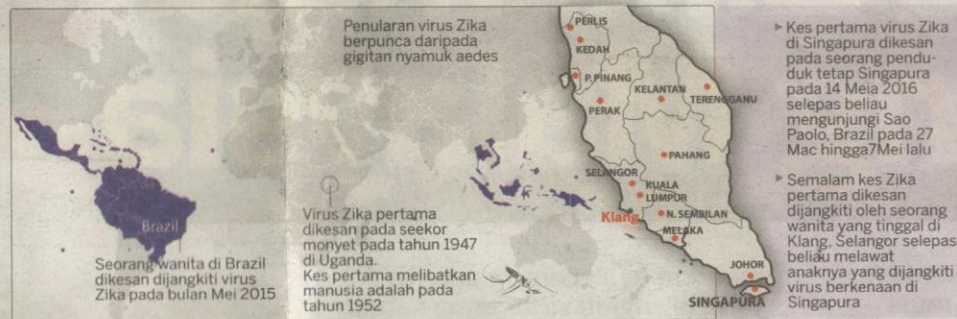 Penularan virus Zika
berpunca daripada
gigitan nyamuk aedes
Brazil
Seorang wanita di Brazil
dikesan dijangkiti virus
Zika pada bulan Mei 2015
Virus Zika pertama
dikesan pada seekor
monyet pada tahun 1947
di Uganda.
Kes pertama melibatkan
manusia adalah pada
tahun 1952
PERLIS
KEDAH
P. PINANG
KELANTAN
TERENGGANU
PERAK
PAHANG
SELANGOR
KUALA
LUMPUR
Klang
N. SEMBILAN
MELAKA
JOHOR
SINGAPURA
▶ Kes pertama virus Zika
di Singapura dikesan
pada seorang pendu-
duk tetap Singapura
pada 14 Meia 2016
selepas beliau
mengunjungi Sao
Paolo, Brazil pada 27
Mac hingga7Mei lalu
▶ Semalam kes Zika
pertama dikesan
dijangkiti oleh seorang
wanita yang tinggal di
Klang, Selangor selepas
beliau melawat
anaknya yang dijangkiti
virus berkenaan di
Singapura